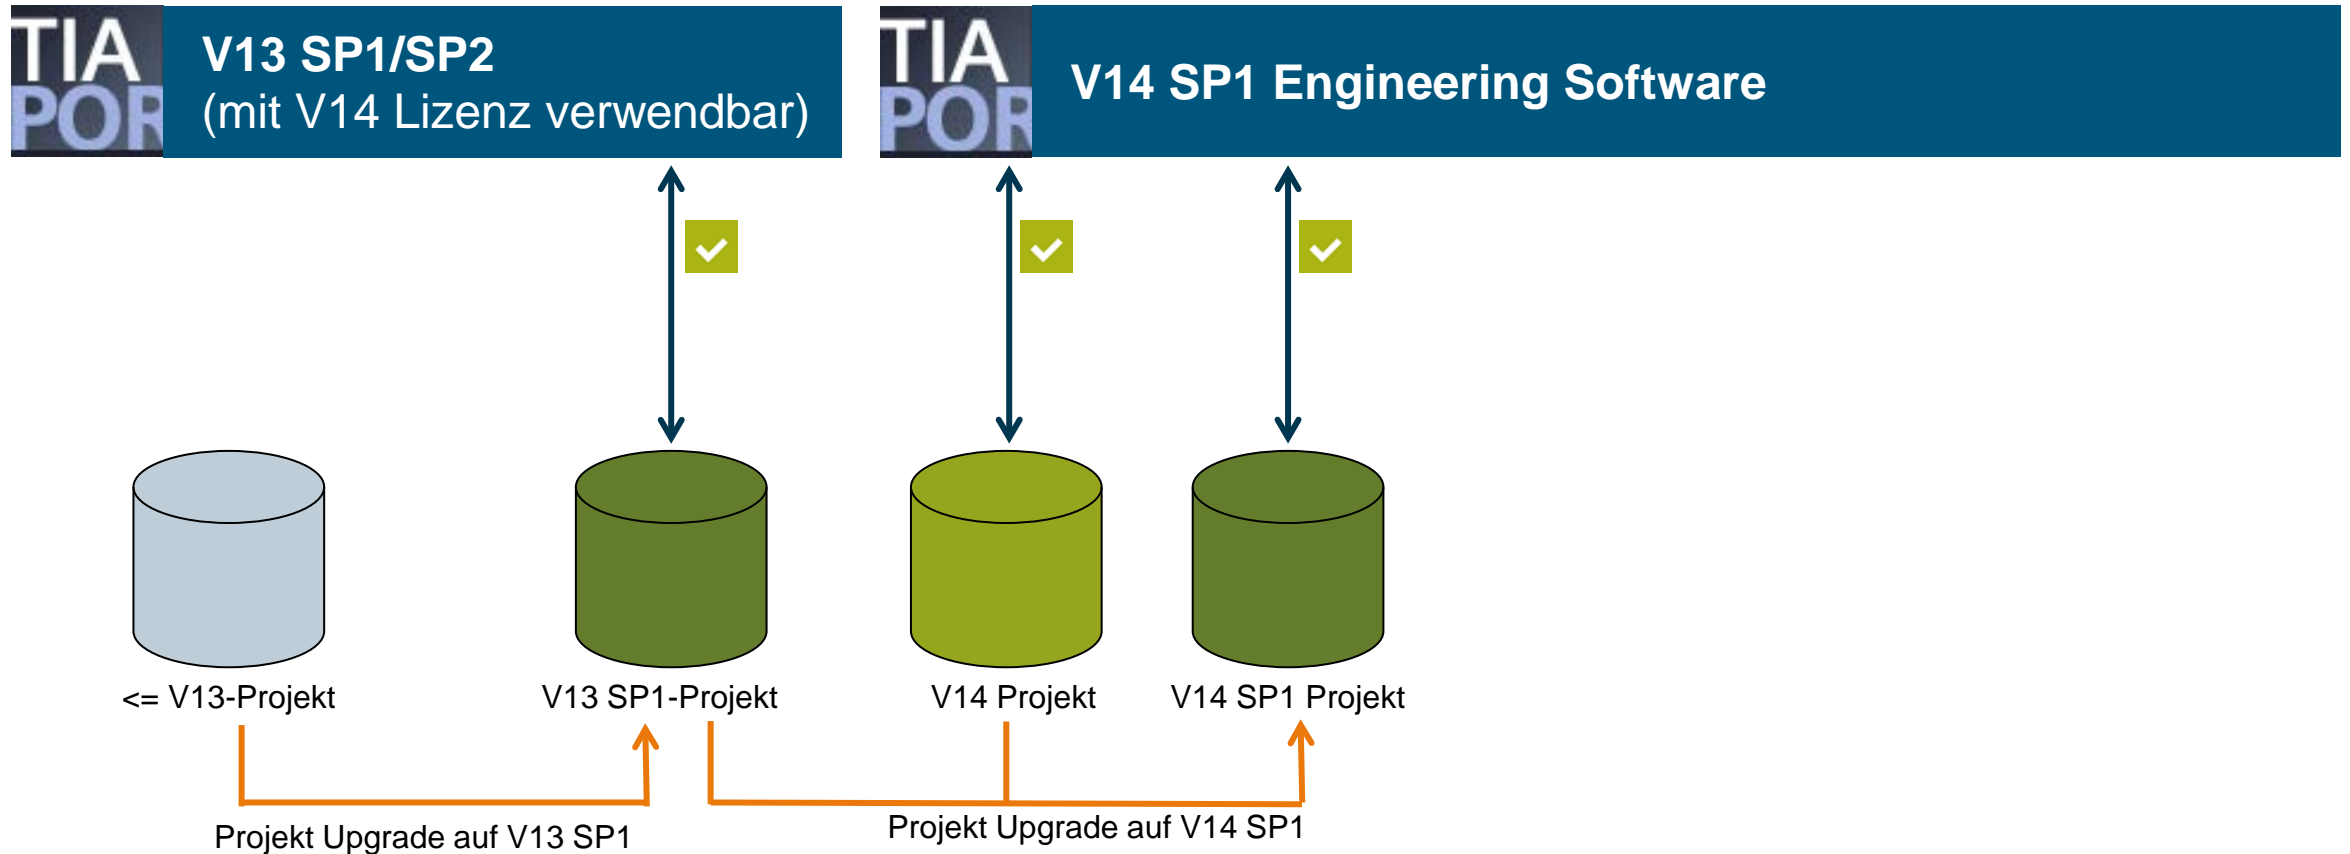 TIA
POR
V13 SP1/SP2
(mit V14 Lizenz verwendbar)
TIA
POR
V14 SP1 Engineering Software
<= V13-Projekt
V13 SP1-Projekt
V14 Projekt
V14 SP1 Projekt
Projekt Upgrade auf V13 SP1
Projekt Upgrade auf V14 SP1